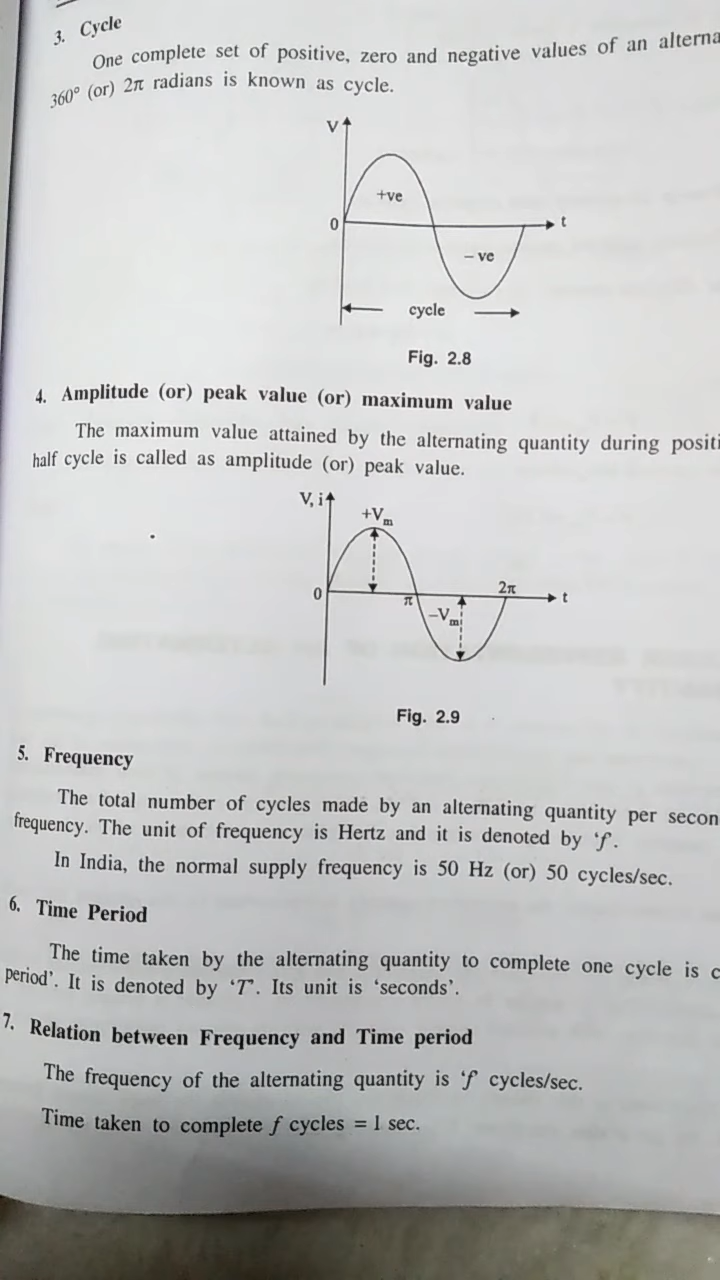 3. Cycle
One complete set of positive, zero and negative values of an alterna
360° (or) 2π radians is known as cycle.
V
+ve
0
t
– ve
cycle
Fig. 2.8
4. Amplitude (or) peak value (or) maximum value
The maximum value attained by the alternating quantity during positi
half cycle is called as amplitude (or) peak value.
V, i
+Vm
0
π
2π
t
–Vm
Fig. 2.9
5. Frequency
The total number of cycles made by an alternating quantity per secon
frequency. The unit of frequency is Hertz and it is denoted by ‘f’.
In India, the normal supply frequency is 50 Hz (or) 50 cycles/sec.
6. Time Period
The time taken by the alternating quantity to complete one cycle is c
period’. It is denoted by ‘T’. Its unit is ‘seconds’.
7. Relation between Frequency and Time period
The frequency of the alternating quantity is ‘f’ cycles/sec.
Time taken to complete f cycles = 1 sec.